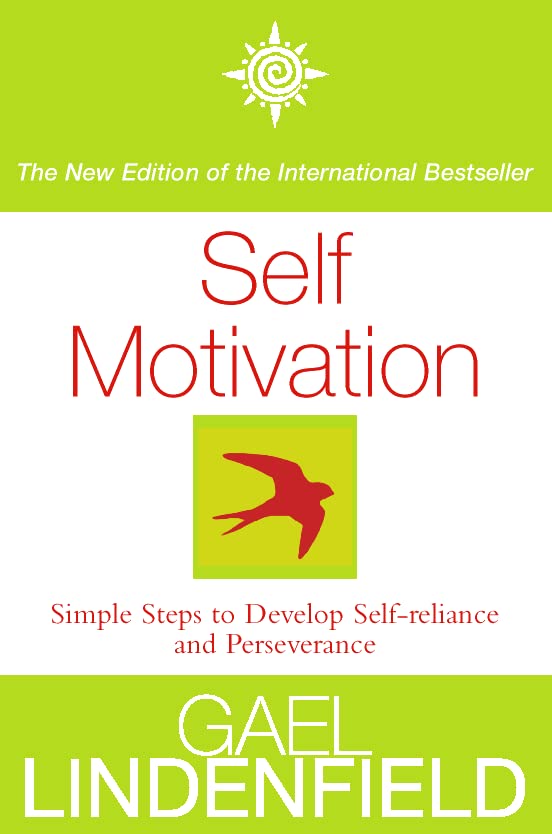 The New Edition of the International Bestseller
Self
Motivation
Simple Steps to Develop Self-reliance
and Perseverance
GAEL
LINDENFIELD